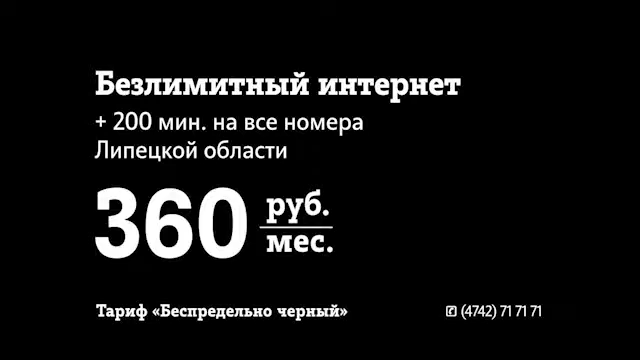 Безлимитный интернет
+ 200 мин. на все номера
Липецкой области
360 руб.
мес.
Тариф «Беспредельно черный»
✆ (4742) 71 71 71